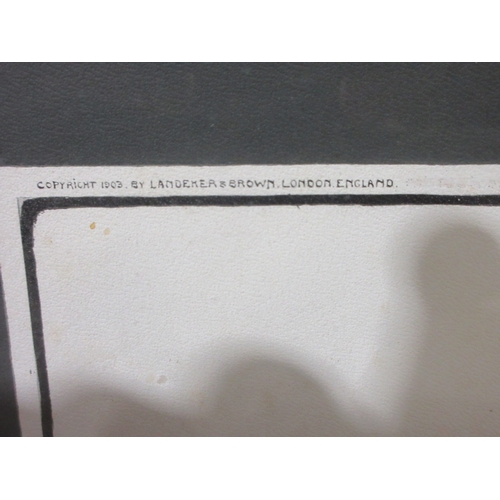 COPYRIGHT 1903. BY LANDEKER & BROWN. LONDON. ENGLAND.